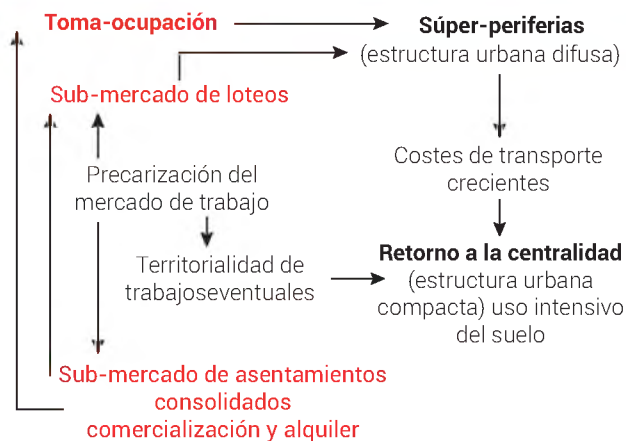 Toma-ocupación
Súper-periferias
(estructura urbana difusa)
Sub-mercado de loteos
Precarización del
mercado de trabajo
Costes de transporte
crecientes
Territorialidad de
trabajoseventuales
Retorno a la centralidad
(estructura urbana
compacta) uso intensivo
del suelo
Sub-mercado de asentamientos
consolidados
comercialización y alquiler